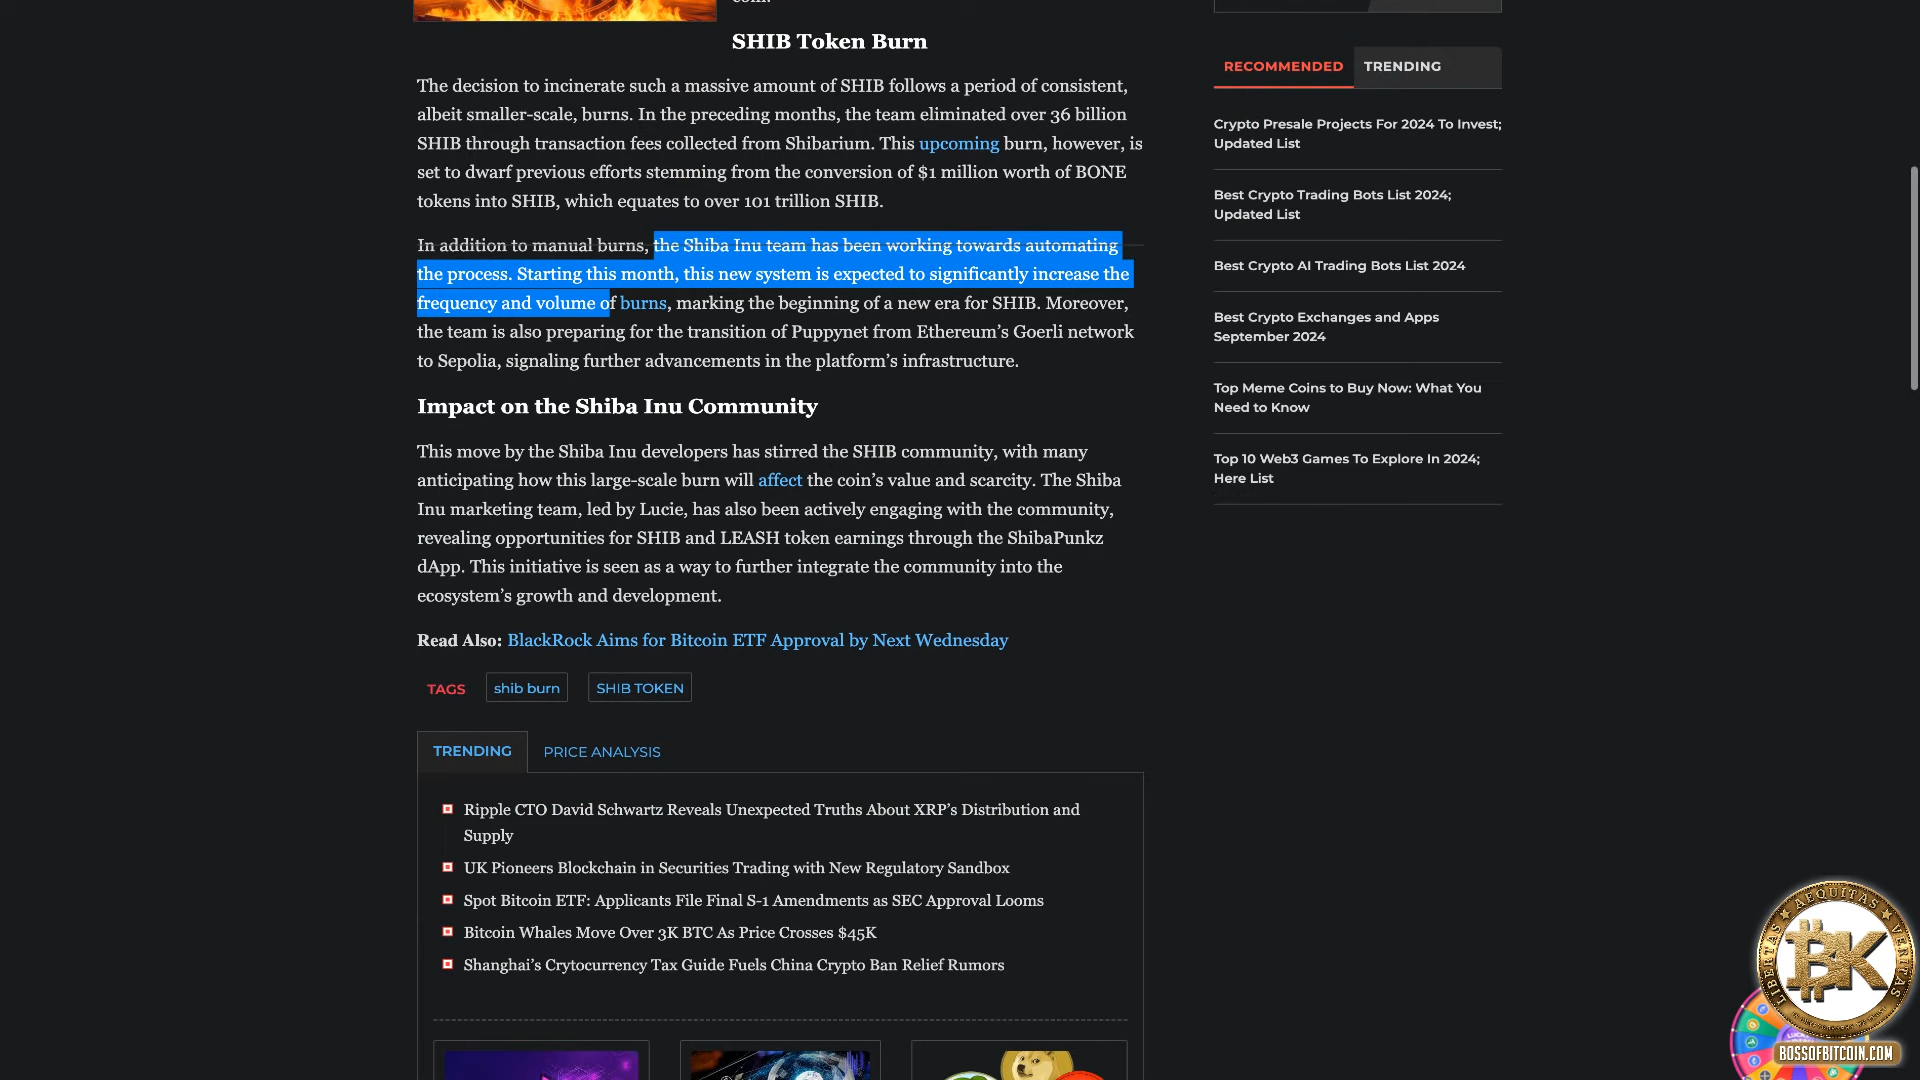 SHIB Token Burn
The decision to incinerate such a massive amount of SHIB follows a period of consistent,
albeit smaller-scale, burns. In the preceding months, the team eliminated over 36 billion
SHIB through transaction fees collected from Shibarium. This upcoming burn, however, is
set to dwarf previous efforts stemming from the conversion of $1 million worth of BONE
tokens into SHIB, which equates to over 101 trillion SHIB.
In addition to manual burns, the Shiba Inu team has been working towards automating
the process. Starting this month, this new system is expected to significantly increase the
frequency and volume of burns, marking the beginning of a new era for SHIB. Moreover,
the team is also preparing for the transition of Puppynet from Ethereum’s Goerli network
to Sepolia, signaling further advancements in the platform’s infrastructure.
Impact on the Shiba Inu Community
This move by the Shiba Inu developers has stirred the SHIB community, with many
anticipating how this large-scale burn will affect the coin’s value and scarcity. The Shiba
Inu marketing team, led by Lucie, has also been actively engaging with the community,
revealing opportunities for SHIB and LEASH token earnings through the ShibaPunkz
dApp. This initiative is seen as a way to further integrate the community into the
ecosystem’s growth and development.
Read Also: BlackRock Aims for Bitcoin ETF Approval by Next Wednesday
TAGS shib burn SHIB TOKEN
TRENDING PRICE ANALYSIS
Ripple CTO David Schwartz Reveals Unexpected Truths About XRP’s Distribution and
Supply
UK Pioneers Blockchain in Securities Trading with New Regulatory Sandbox
Spot Bitcoin ETF: Applicants File Final S-1 Amendments as SEC Approval Looms
Bitcoin Whales Move Over 3K BTC As Price Crosses $45K
Shanghai’s Crytocurrency Tax Guide Fuels China Crypto Ban Relief Rumors
RECOMMENDED TRENDING
Crypto Presale Projects For 2024 To Invest;
Updated List
Best Crypto Trading Bots List 2024;
Updated List
Best Crypto AI Trading Bots List 2024
Best Crypto Exchanges and Apps
September 2024
Top Meme Coins to Buy Now: What You
Need to Know
Top 10 Web3 Games To Explore In 2024;
Here List
LIBERTAS AEQUITAS VERITAS
BK
BOSSOFBITCOIN.COM